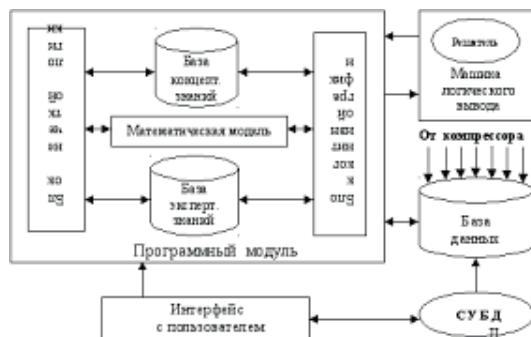 База
концепт.
знаний
Математическая модуль
База
эксперт.
знаний
Программный модуль
Решатель
Машина
логического
вывода
От компрессора
База
данных
Интерфейс
с пользователем
СУБД